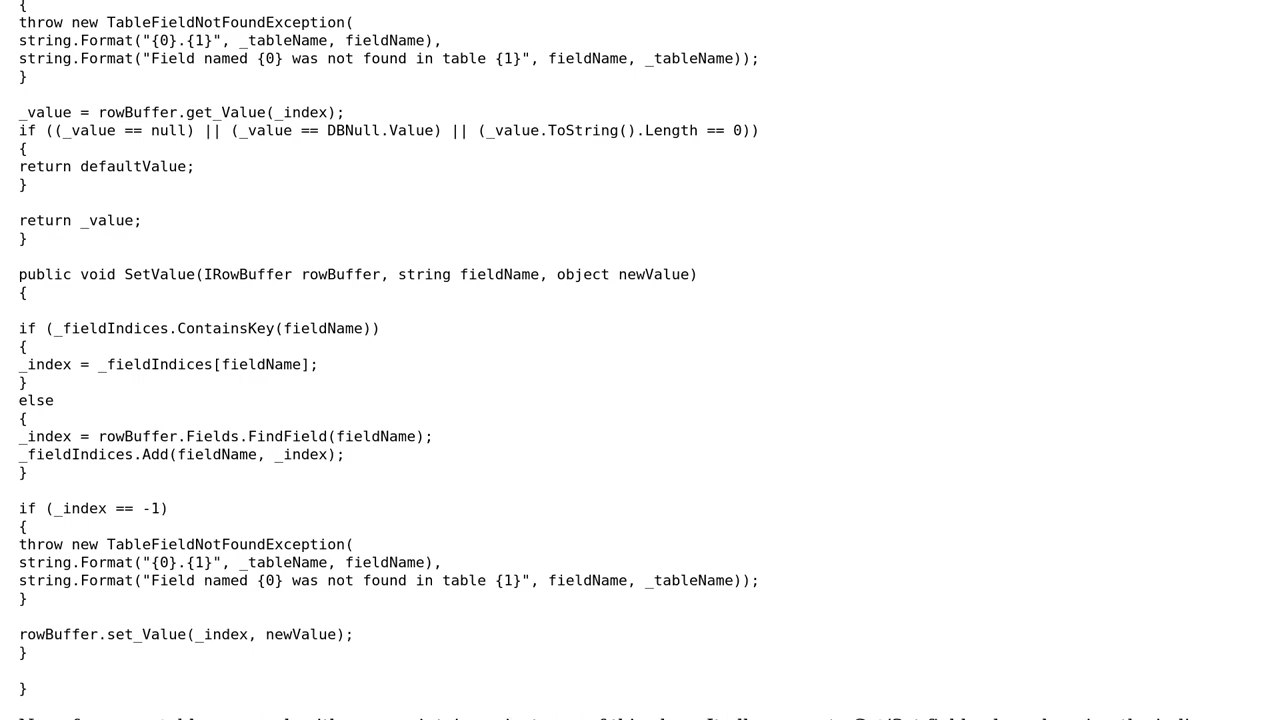 {
throw new TableFieldNotFoundException(
string.Format("{0}.{1}", _tableName, fieldName),
string.Format("Field named {0} was not found in table {1}", fieldName, _tableName));
}
_value = rowBuffer.get_Value(_index);
if ((_value == null) || (_value == DBNull.Value) || (_value.ToString().Length == 0))
{
return defaultValue;
}
return _value;
}
public void SetValue(IRowBuffer rowBuffer, string fieldName, object newValue)
{
if (_fieldIndices.ContainsKey(fieldName))
{
_index = _fieldIndices[fieldName];
}
else
{
_index = rowBuffer.Fields.FindField(fieldName);
_fieldIndices.Add(fieldName, _index);
}
if (_index == -1)
{
throw new TableFieldNotFoundException(
string.Format("{0}.{1}", _tableName, fieldName),
string.Format("Field named {0} was not found in table {1}", fieldName, _tableName));
}
rowBuffer.set_Value(_index, newValue);
}
}